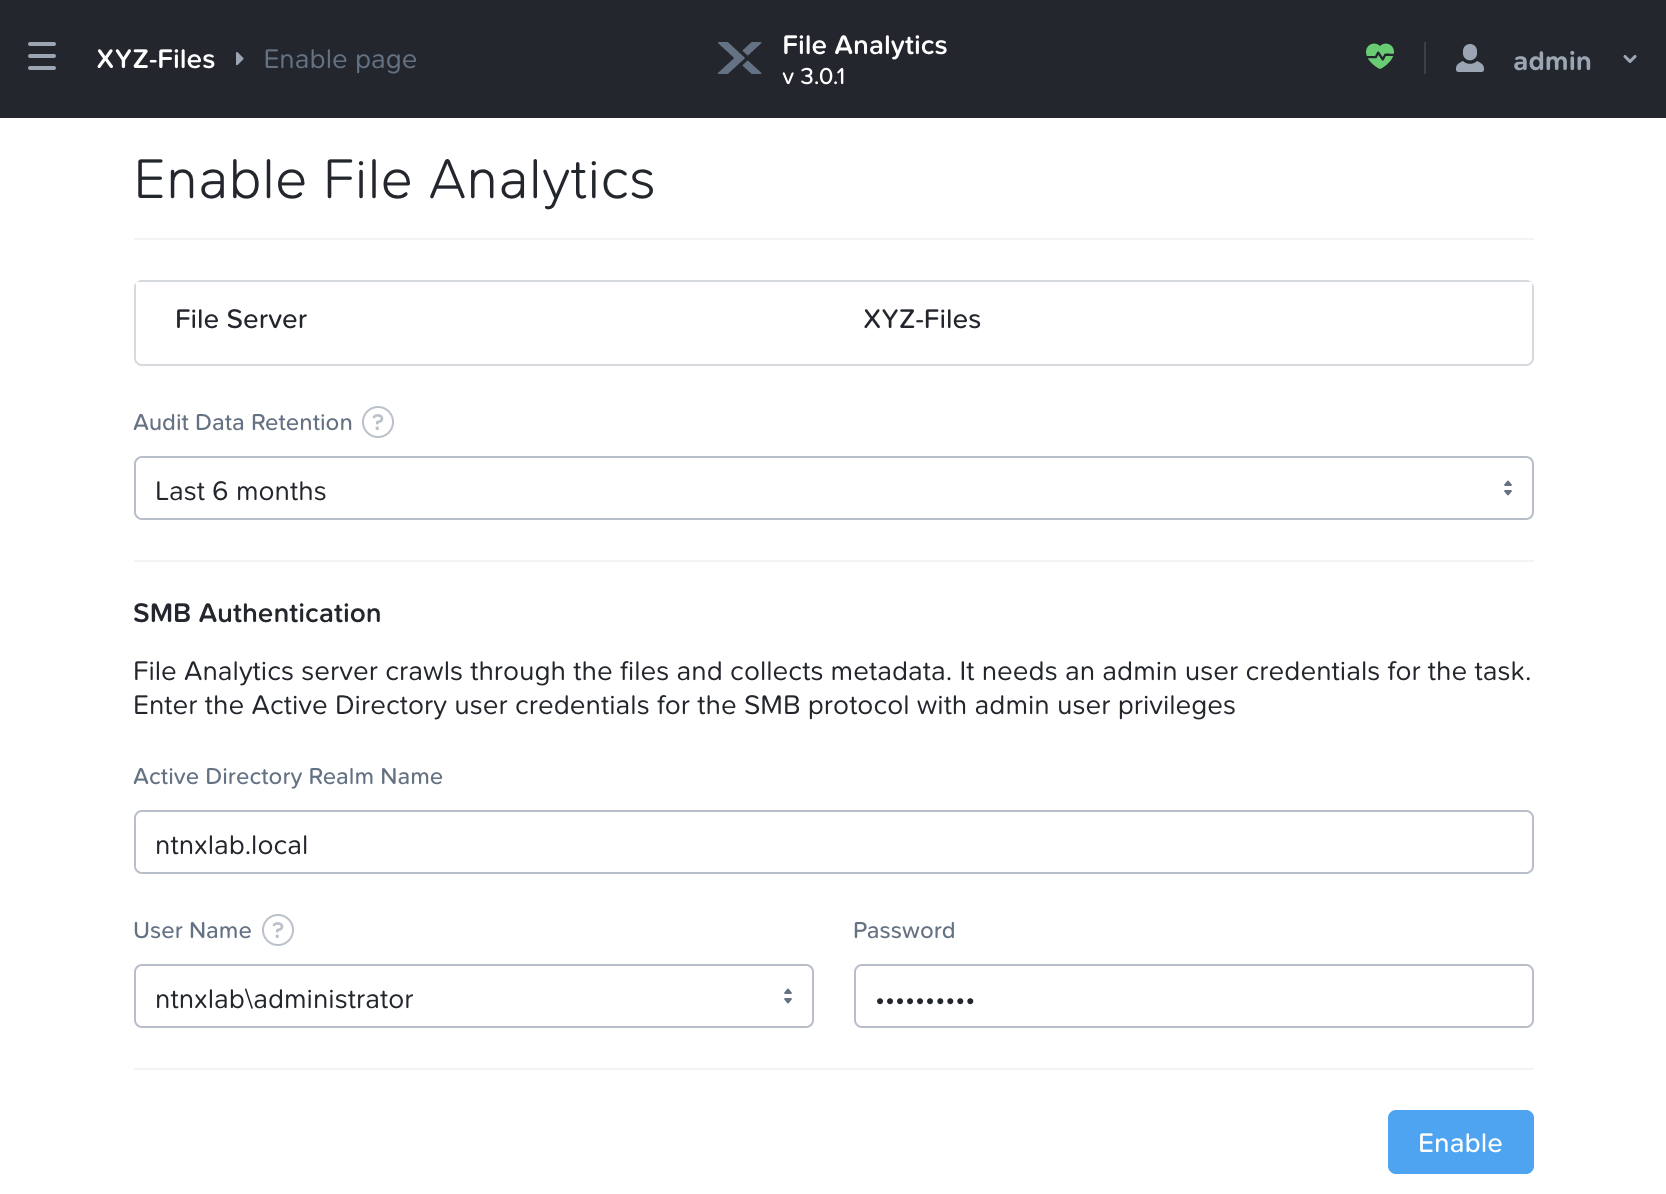 XYZ-Files Enable page
File Analytics
v 3.0.1
admin
Enable File Analytics
File Server XYZ-Files
Audit Data Retention ?
Last 6 months
SMB Authentication
File Analytics server crawls through the files and collects metadata. It needs an admin user credentials for the task.
Enter the Active Directory user credentials for the SMB protocol with admin user privileges
Active Directory Realm Name
ntnxlab.local
User Name ? Password
ntnxlab\administrator ••••••••••
Enable